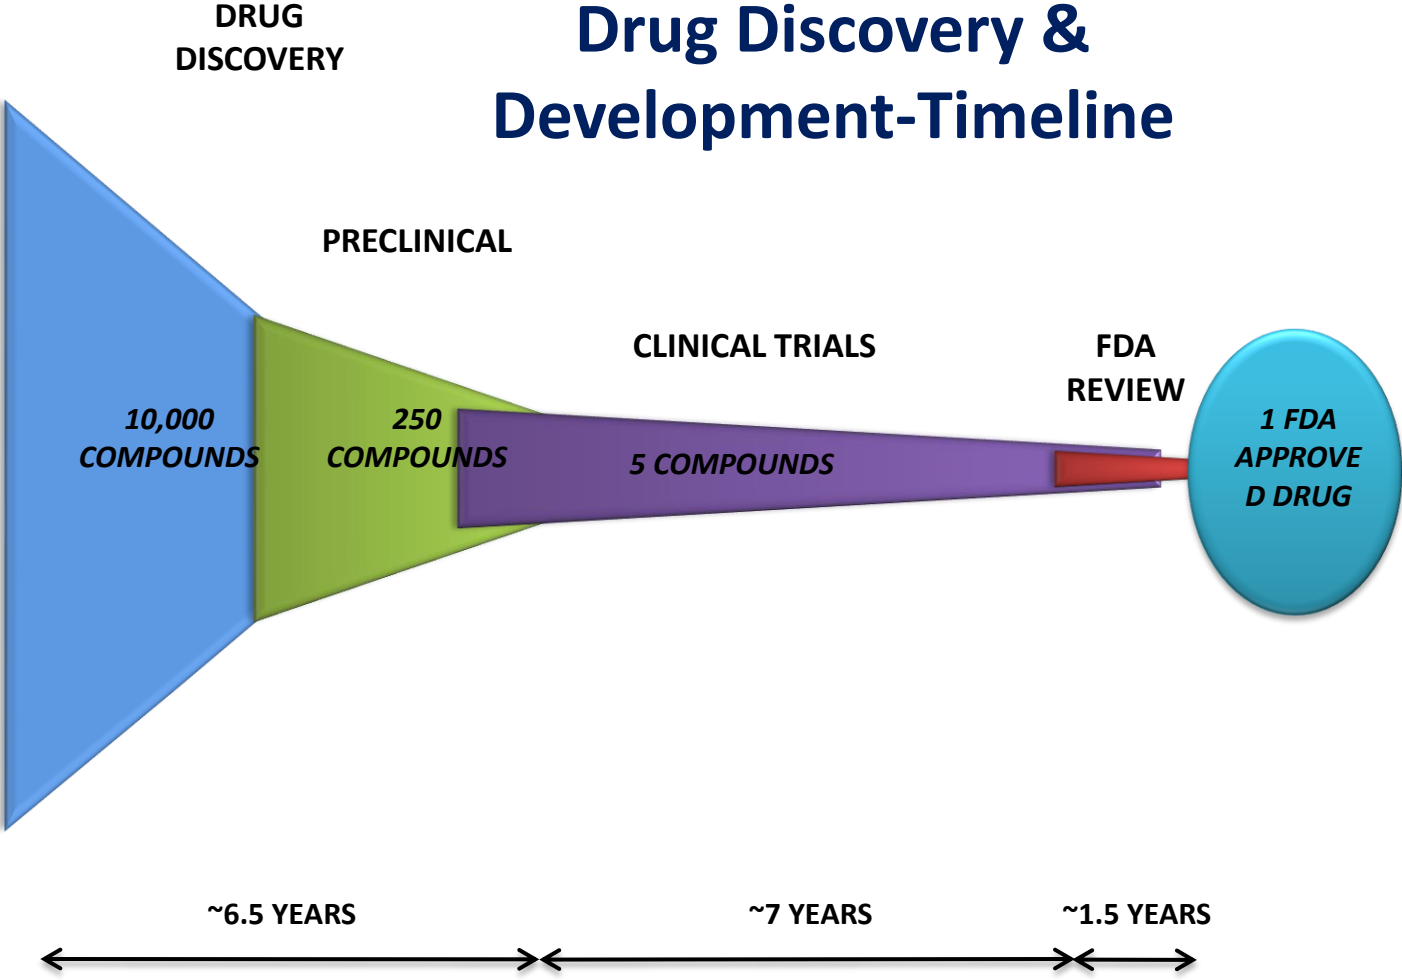 DRUG
DISCOVERY
Drug Discovery &
Development-Timeline
PRECLINICAL
CLINICAL TRIALS
FDA
REVIEW
10,000
COMPOUNDS
250
COMPOUNDS
5 COMPOUNDS
1 FDA
APPROVE
D DRUG
~6.5 YEARS
~7 YEARS
~1.5 YEARS